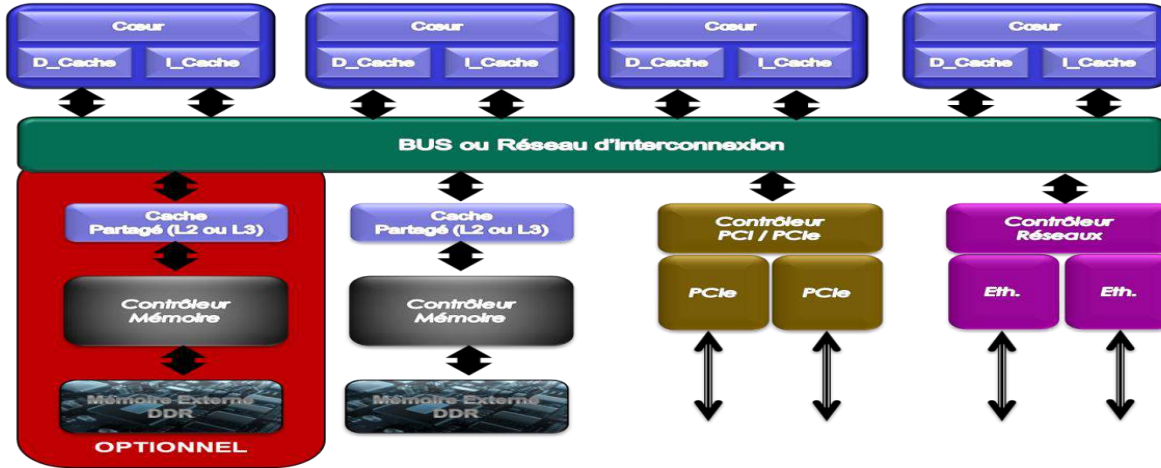 Cœur
D_Cache
I_Cache
Cœur
D_Cache
I_Cache
Cœur
D_Cache
I_Cache
Cœur
D_Cache
I_Cache
BUS ou Réseau d'interconnexion
Cache
Partagé (L2 ou L3)
Contrôleur
Mémoire
Mémoire Externe
DDR
OPTIONNEL
Cache
Partagé (L2 ou L3)
Contrôleur
Mémoire
Mémoire Externe
DDR
Contrôleur
PCI / PCIe
PCIe
PCIe
Contrôleur
Réseaux
Eth.
Eth.